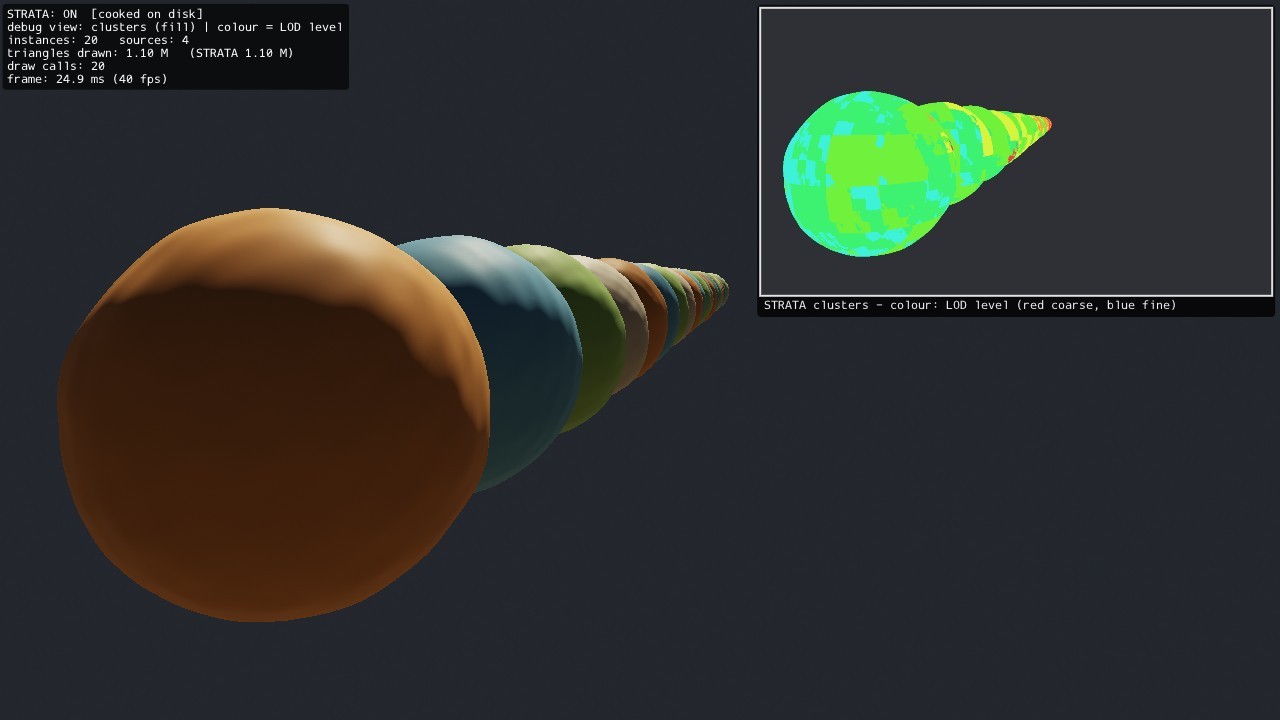 STRATA: ON  [cooked on disk]
debug view: clusters (fill) | colour = LOD level
instances: 20   sources: 4
triangles drawn: 1.10 M   (STRATA 1.10 M)
draw calls: 20
frame: 24.9 ms (40 fps)
STRATA clusters - colour: LOD level (red coarse, blue fine)